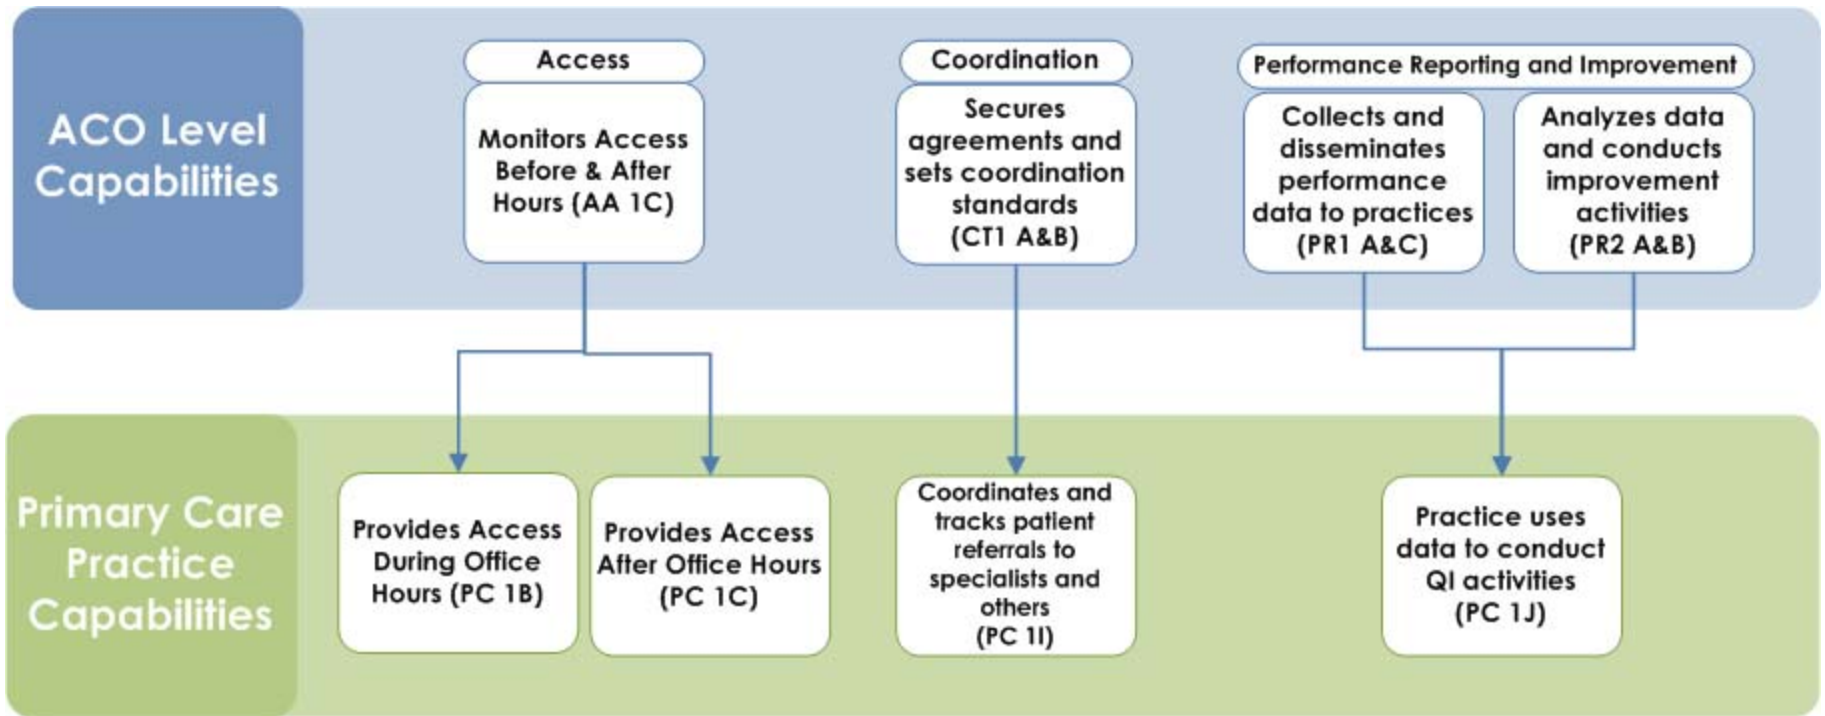 ACO Level
Capabilities
Access
Monitors Access
Before & After
Hours (AA 1C)
Coordination
Secures
agreements and
sets coordination
standards
(CT1 A&B)
Performance Reporting and Improvement
Collects and
disseminates
performance
data to practices
(PR1 A&C)
Analyzes data
and conducts
improvement
activities
(PR2 A&B)
Primary Care
Practice
Capabilities
Provides Access
During Office
Hours (PC 1B)
Provides Access
After Office Hours
(PC 1C)
Coordinates and
tracks patient
referrals to
specialists and
others
(PC 1I)
Practice uses
data to conduct
QI activities
(PC 1J)